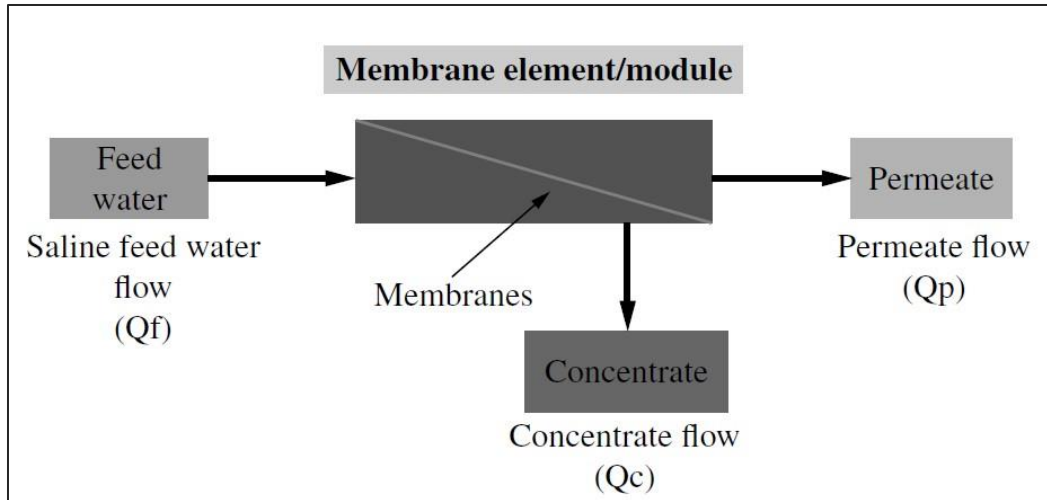 Membrane element/module
Feed
water
Saline feed water
flow
(Qf)
Membranes
Permeate
Permeate flow
(Qp)
Concentrate
Concentrate flow
(Qc)